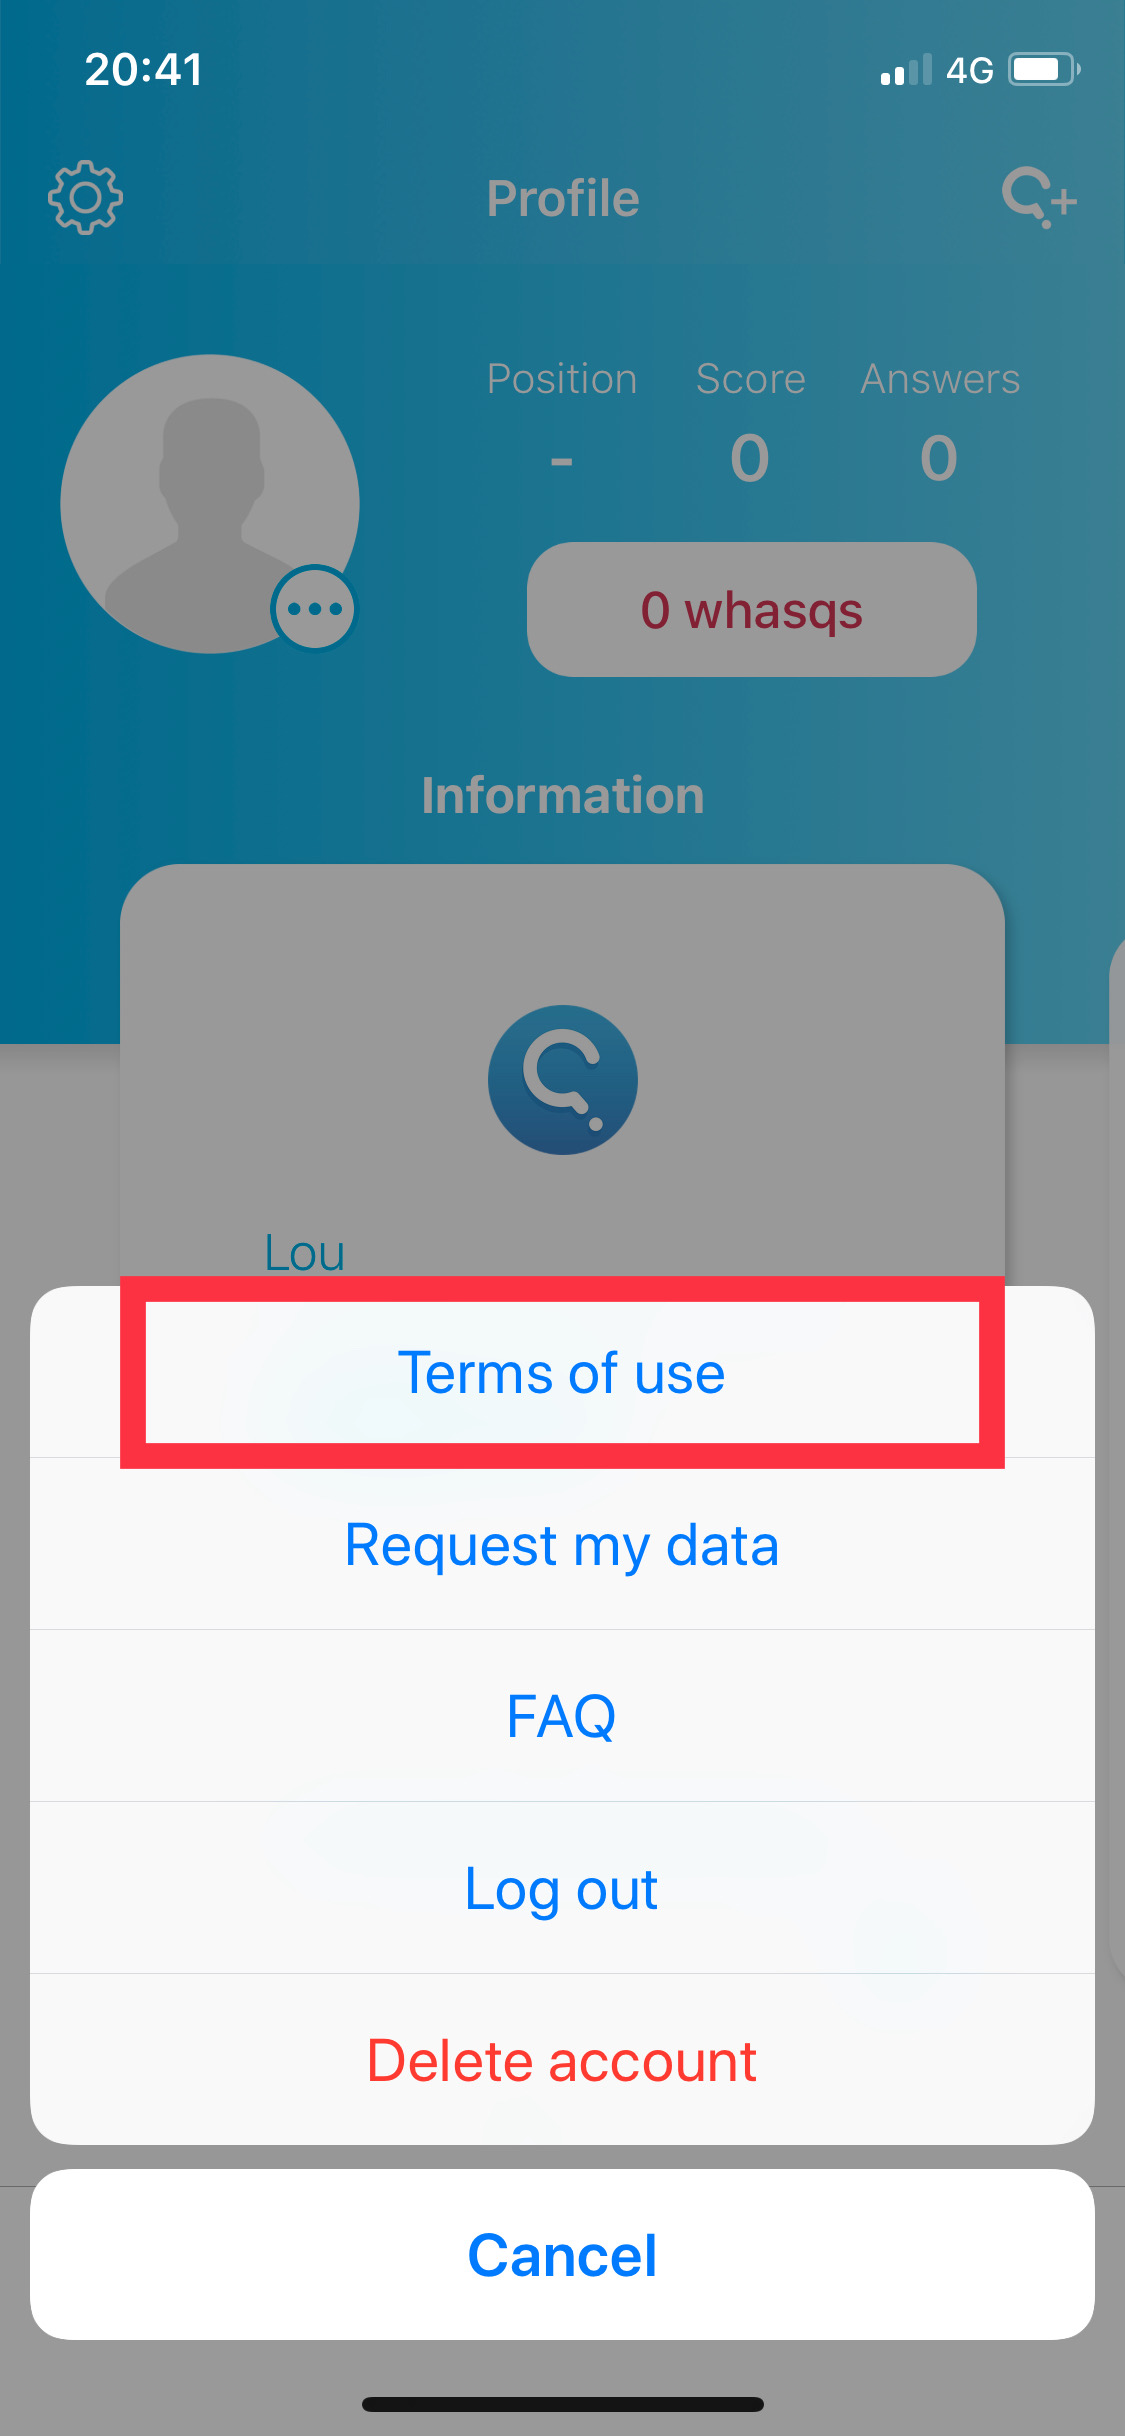 20:41
4G
Profile
Position Score Answers
- 0 0
0 whasqs
Information
Lou
Terms of use
Request my data
FAQ
Log out
Delete account
Cancel